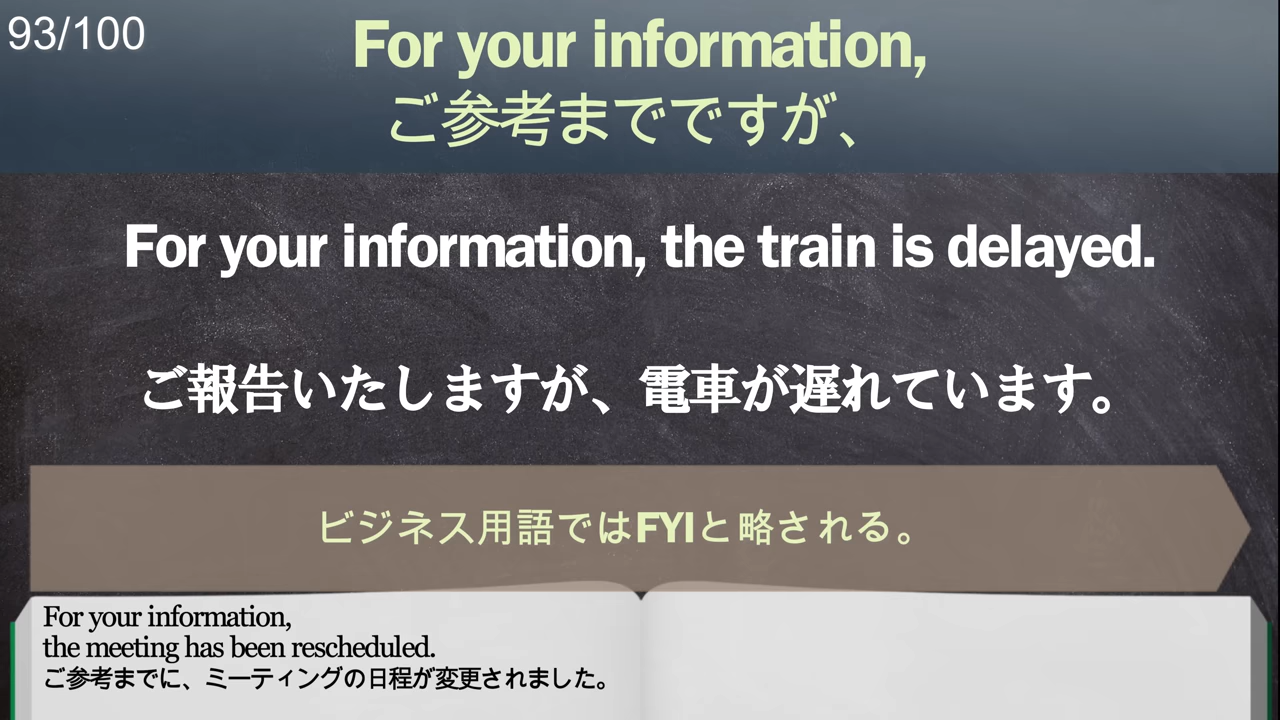 93/100
For your information,
ご参考までですが、
For your information, the train is delayed.
ご報告いたしますが、電車が遅れています。
ビジネス用語ではFYIと略される。
For your information,
the meeting has been rescheduled.
ご参考までに、ミーティングの日程が変更されました。